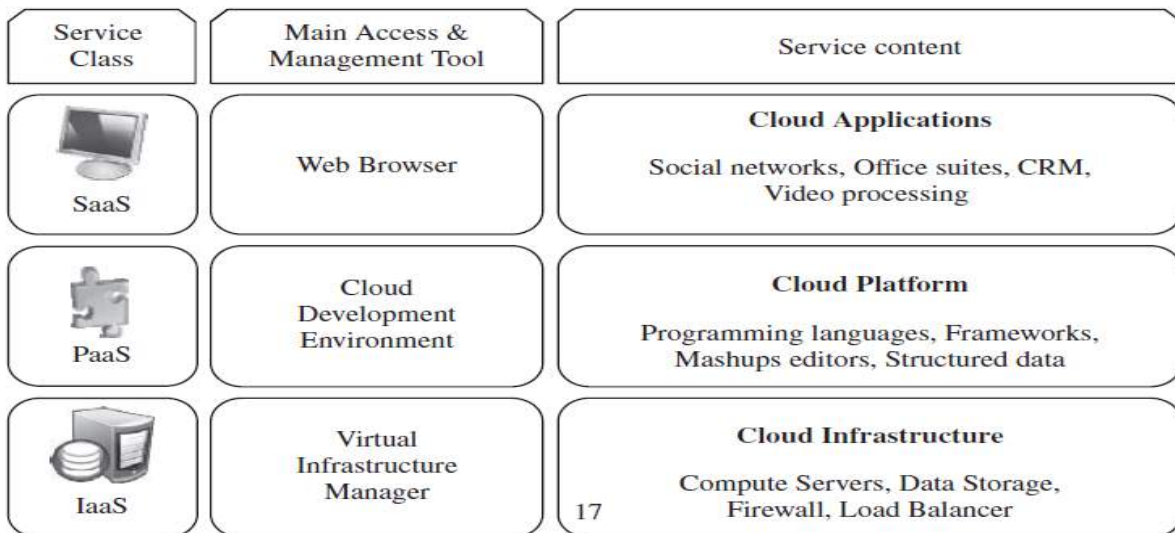 Service
Class
Main Access &
Management Tool
Service content
SaaS
Web Browser
Cloud Applications
Social networks, Office suites, CRM,
Video processing
PaaS
Cloud
Development
Environment
Cloud Platform
Programming languages, Frameworks,
Mashups editors, Structured data
IaaS
Virtual
Infrastructure
Manager
17
Cloud Infrastructure
Compute Servers, Data Storage,
Firewall, Load Balancer